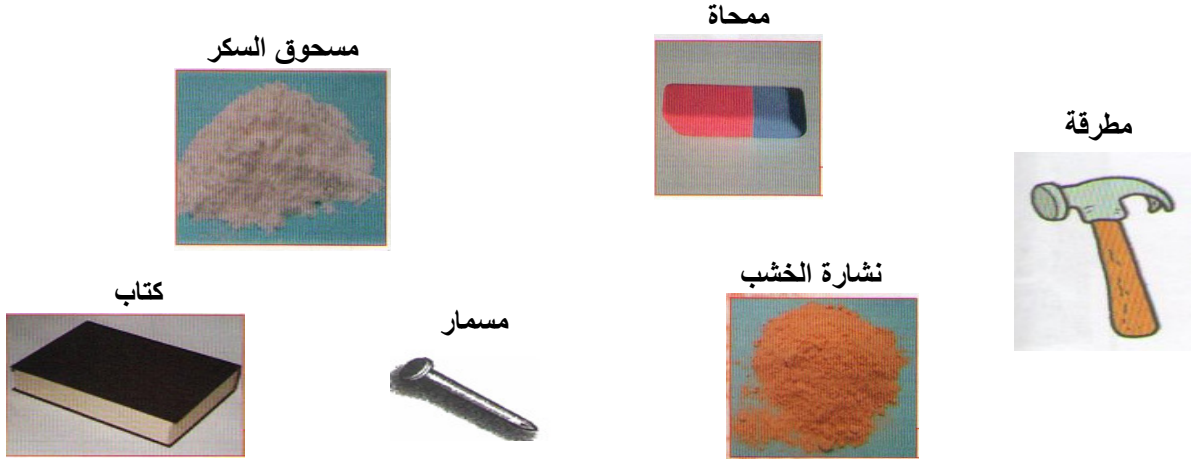 ممحاة
مسحوق السكر
مطرقة
نشارة الخشب
كتاب
مسمار